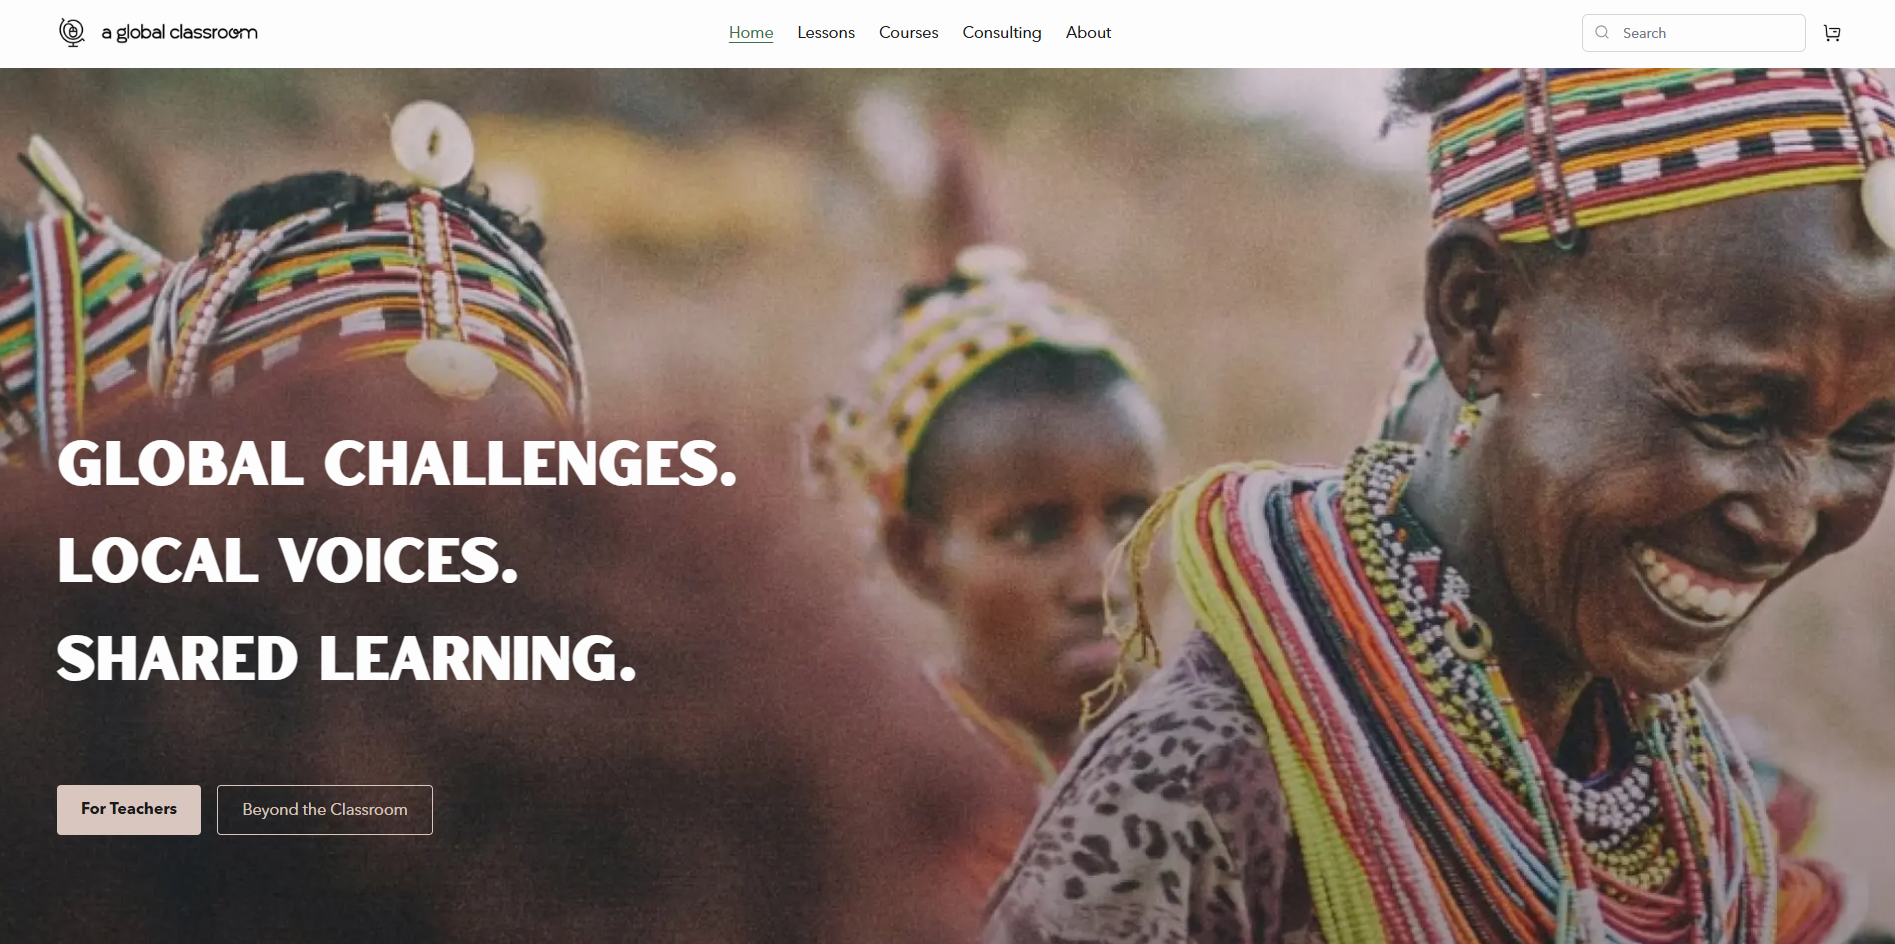 a global classroom
Home Lessons Courses Consulting About
Search
GLOBAL CHALLENGES.
LOCAL VOICES.
SHARED LEARNING.
For Teachers Beyond the Classroom